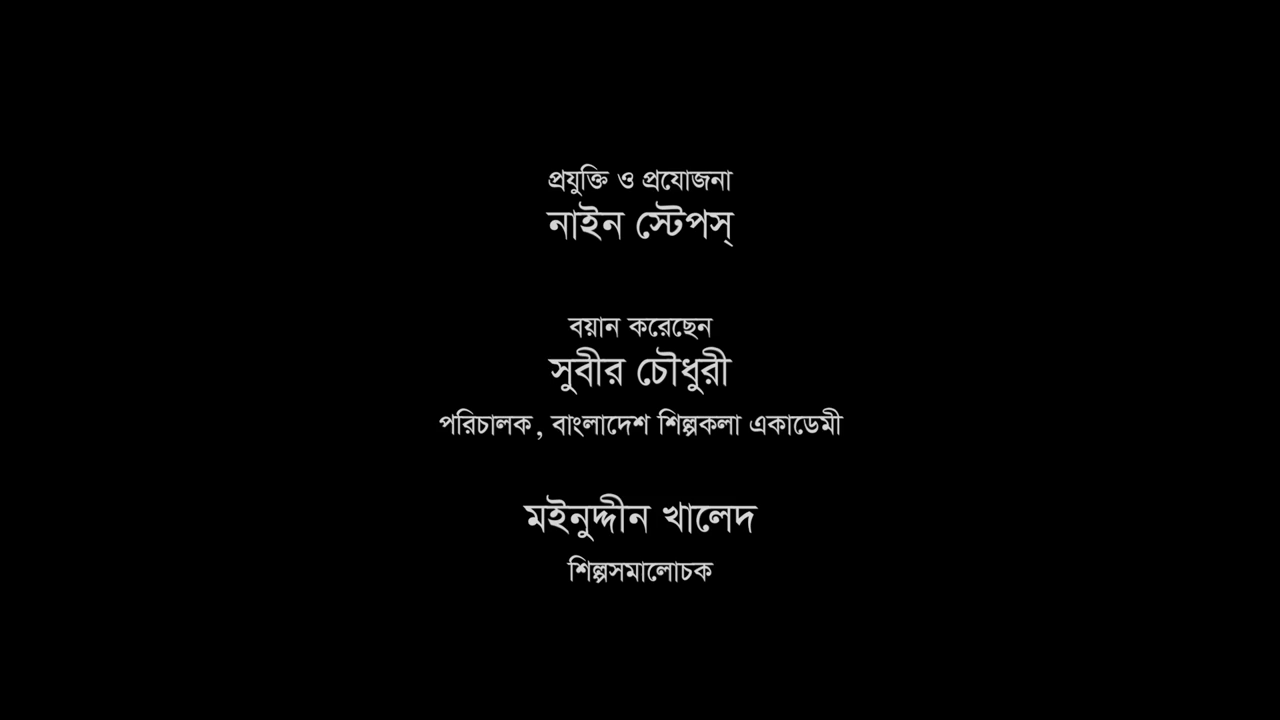 প্রযুক্তি ও প্রযোজনা
নাইন স্টেপস্
বয়ান করেছেন
সুবীর চৌধুরী
পরিচালক, বাংলাদেশ শিল্পকলা একাডেমী
মইনুদ্দীন খালেদ
শিল্পসমালোচক